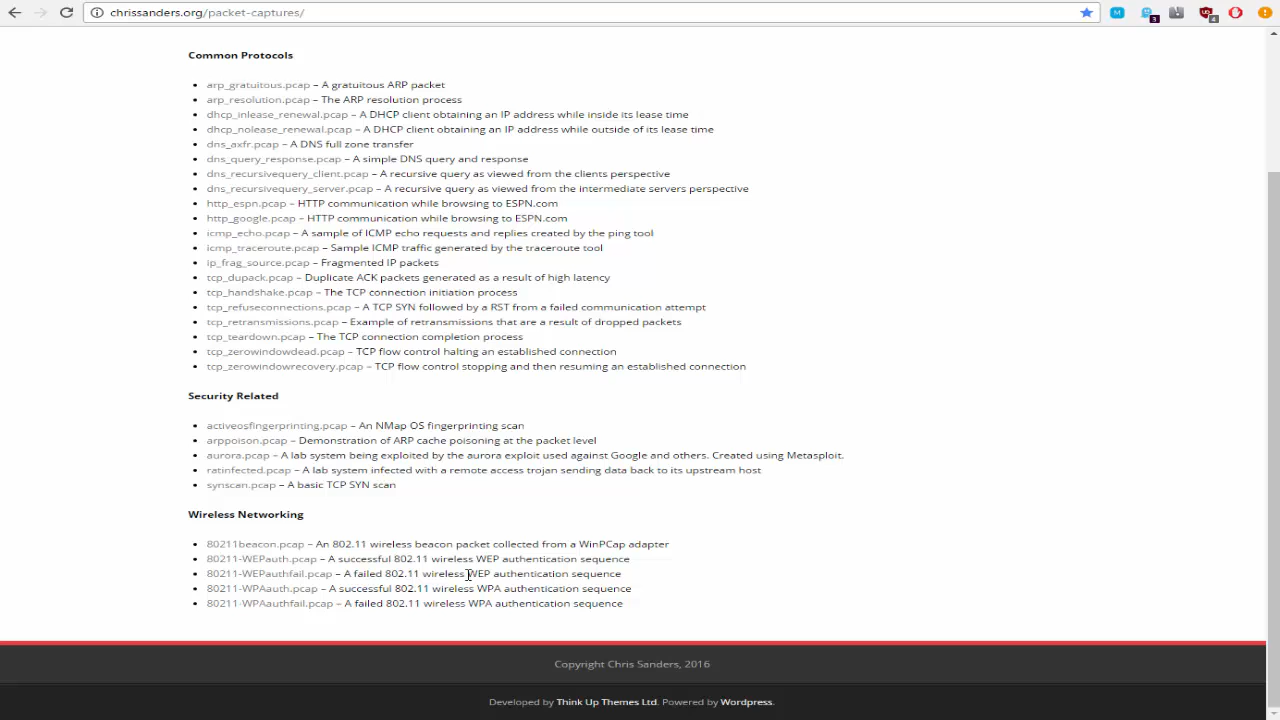 chrissanders.org/packet-captures/
M
3
4
Common Protocols
• arp_gratuitous.pcap – A gratuitous ARP packet
• arp_resolution.pcap – The ARP resolution process
• dhcp_inlease_renewal.pcap – A DHCP client obtaining an IP address while inside its lease time
• dhcp_nolease_renewal.pcap – A DHCP client obtaining an IP address while outside of its lease time
• dns_axfr.pcap – A DNS full zone transfer
• dns_query_response.pcap – A simple DNS query and response
• dns_recursivequery_client.pcap – A recursive query as viewed from the clients perspective
• dns_recursivequery_server.pcap – A recursive query as viewed from the intermediate servers perspective
• http_espn.pcap – HTTP communication while browsing to ESPN.com
• http_google.pcap – HTTP communication while browsing to ESPN.com
• icmp_echo.pcap – A sample of ICMP echo requests and replies created by the ping tool
• icmp_traceroute.pcap – Sample ICMP traffic generated by the traceroute tool
• ip_frag_source.pcap – Fragmented IP packets
• tcp_dupack.pcap – Duplicate ACK packets generated as a result of high latency
• tcp_handshake.pcap – The TCP connection initiation process
• tcp_refuseconnections.pcap – A TCP SYN followed by a RST from a failed communication attempt
• tcp_retransmissions.pcap – Example of retransmissions that are a result of dropped packets
• tcp_teardown.pcap – The TCP connection completion process
• tcp_zerowindowdead.pcap – TCP flow control halting an established connection
• tcp_zerowindowrecovery.pcap – TCP flow control stopping and then resuming an established connection
Security Related
• activeosfingerprinting.pcap – An NMap OS fingerprinting scan
• arppoison.pcap – Demonstration of ARP cache poisoning at the packet level
• aurora.pcap – A lab system being exploited by the aurora exploit used against Google and others. Created using Metasploit.
• ratinfected.pcap – A lab system infected with a remote access trojan sending data back to its upstream host
• synscan.pcap – A basic TCP SYN scan
Wireless Networking
• 80211beacon.pcap – An 802.11 wireless beacon packet collected from a WinPCap adapter
• 80211-WEPauth.pcap – A successful 802.11 wireless WEP authentication sequence
• 80211-WEPauthfail.pcap – A failed 802.11 wireless WEP authentication sequence
• 80211-WPAauth.pcap – A successful 802.11 wireless WPA authentication sequence
• 80211-WPAauthfail.pcap – A failed 802.11 wireless WPA authentication sequence
Copyright Chris Sanders, 2016
Developed by Think Up Themes Ltd. Powered by Wordpress.